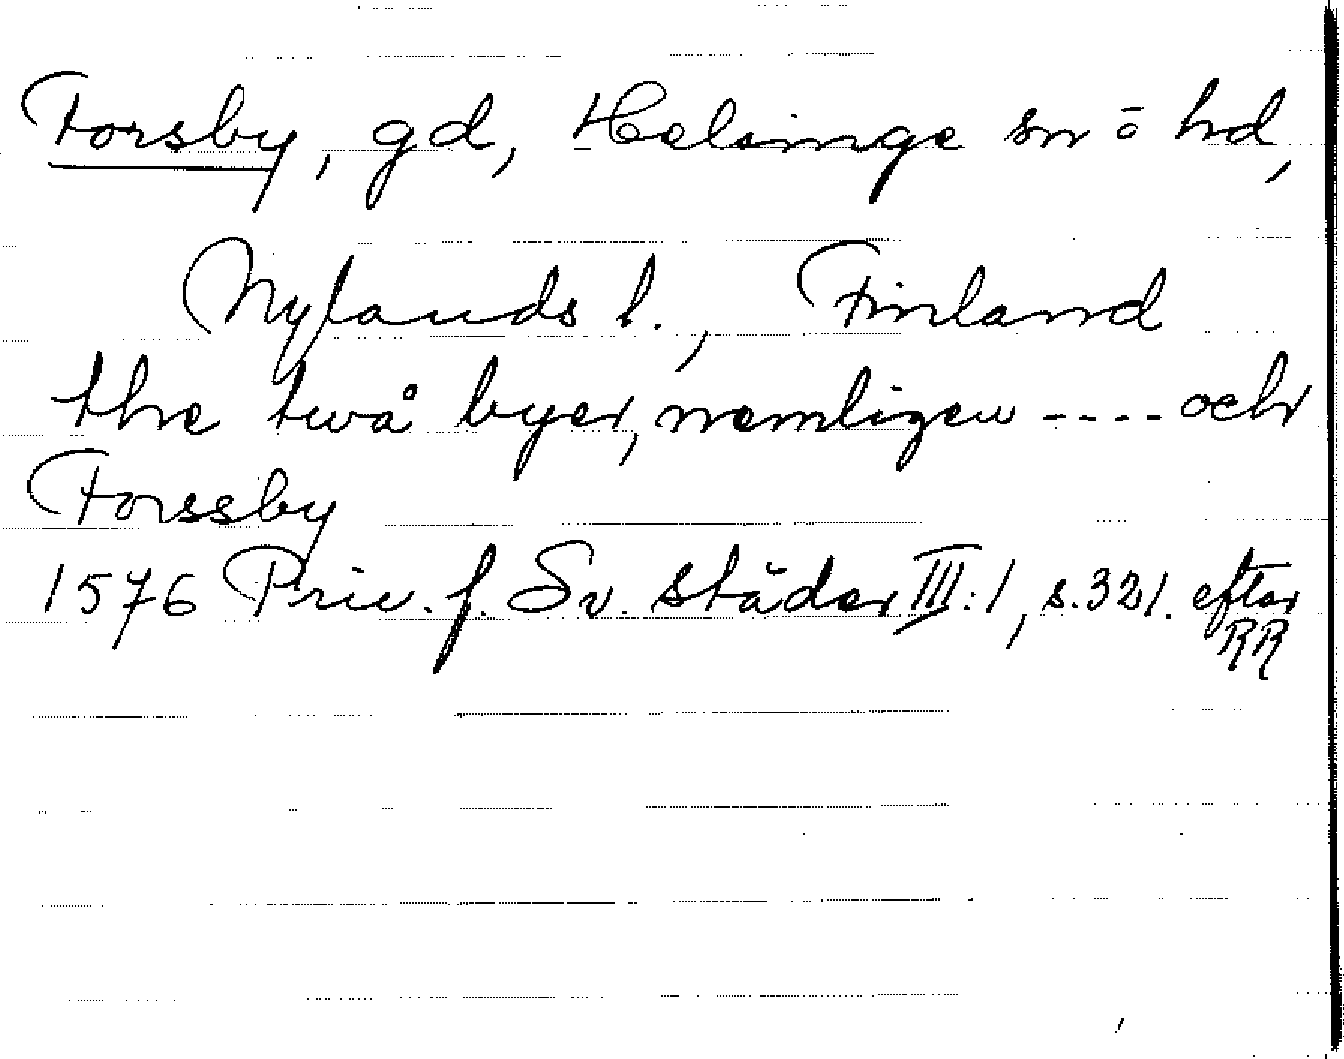 Forsby, gd, Helsinge sn ō hd,
Nylands l., Finland
the twå byer, nemligen ---- och
Forssby
1576 Priv. f. Sv. städer III:1, s. 321. efter
RR